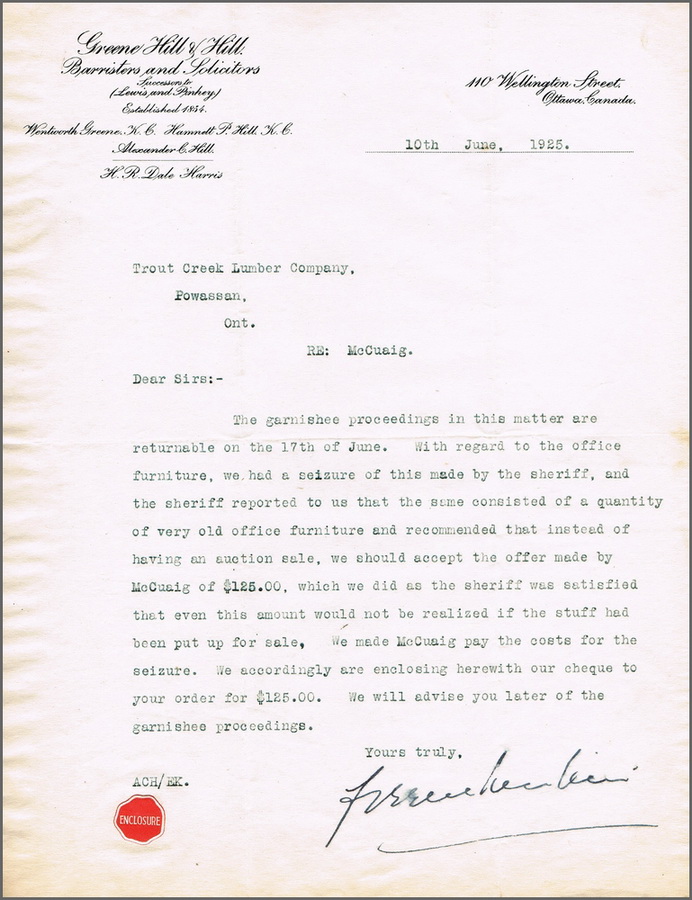 Greene Hill & Hill.
Barristers and Solicitors
Successors to
(Lewis and Pinhey)
Established 1854.
Wentworth Greene. K. C. Hamnett P. Hill. K. C.
Alexander C. Hill.
H. R. Dale Harris
110 Wellington Street.
Ottawa, Canada.
10th June, 1925.
Trout Creek Lumber Company,
Powassan,
Ont.
RE: McCuaig.
Dear Sirs:-
The garnishee proceedings in this matter are
returnable on the 17th of June. With regard to the office
furniture, we had a seizure of this made by the sheriff, and
the sheriff reported to us that the same consisted of a quantity
of very old office furniture and recommended that instead of
having an auction sale, we should accept the offer made by
McCuaig of $125.00, which we did as the sheriff was satisfied
that even this amount would not be realized if the stuff had
been put up for sale, We made McCuaig pay the costs for the
seizure. We accordingly are enclosing herewith our cheque to
your order for $125.00. We will advise you later of the
garnishee proceedings.
Yours truly,
ACH/EK.
ENCLOSURE